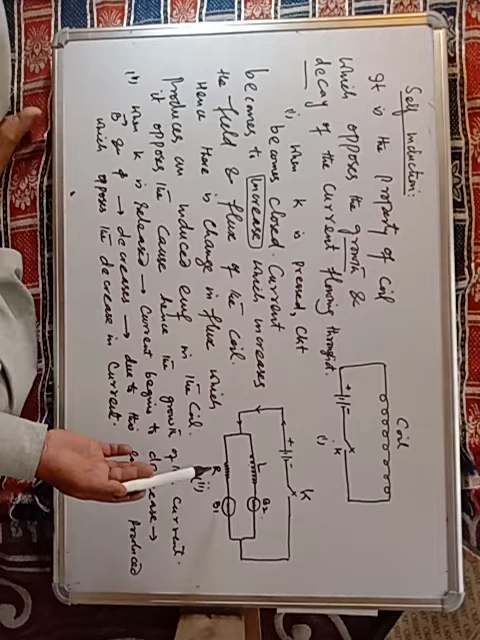 Self Induction:
It is the property of coil
which opposes the growth &
decay of the current flowing through it.
i) when K is pressed, ckt
becomes closed. Current
becomes to increase which increases
the field & flux of the coil.
Hence there is change in flux which
Produces an induced emf in the coil.
it opposes the cause hence the growth of current.
ii) when K is released → current begins to decrease →
B or ϕ → decreases → due to this produced
which opposes the decrease in current.
Coil
+ -
K
(i)
K
+ -
L
B2
R
B1
(ii)